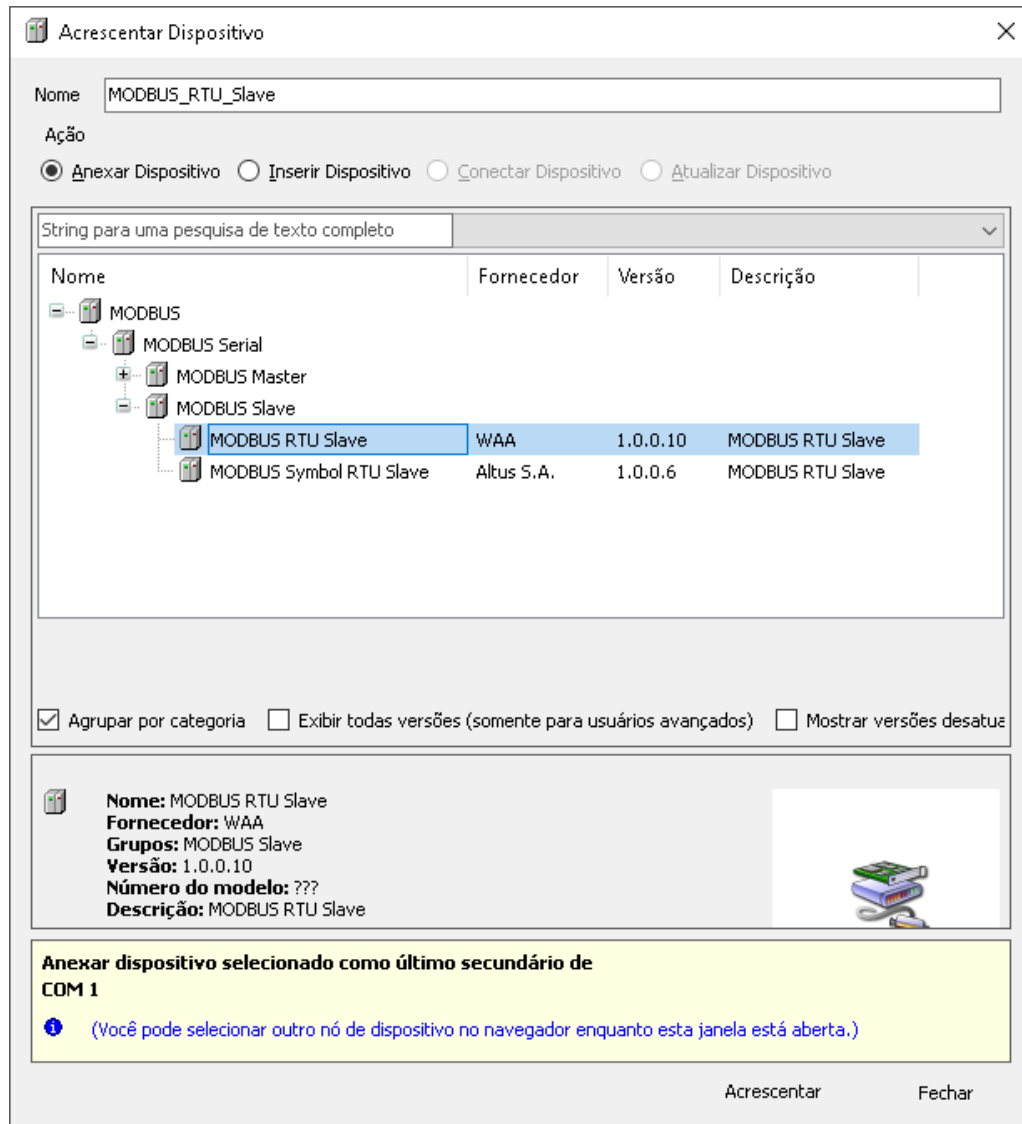 Acrescentar Dispositivo
Nome MODBUS_RTU_Slave
Ação
Anexar Dispositivo Inserir Dispositivo Conectar Dispositivo Atualizar Dispositivo
String para uma pesquisa de texto completo
Nome Fornecedor Versão Descrição
MODBUS
MODBUS Serial
MODBUS Master
MODBUS Slave
MODBUS RTU Slave WAA 1.0.0.10 MODBUS RTU Slave
MODBUS Symbol RTU Slave Altus S.A. 1.0.0.6 MODBUS RTU Slave
Agrupar por categoria Exibir todas versões (somente para usuários avançados) Mostrar versões desatua
Nome: MODBUS RTU Slave
Fornecedor: WAA
Grupos: MODBUS Slave
Versão: 1.0.0.10
Número do modelo: ???
Descrição: MODBUS RTU Slave
Anexar dispositivo selecionado como último secundário de
COM 1
(Você pode selecionar outro nó de dispositivo no navegador enquanto esta janela está aberta.)
Acrescentar Fechar